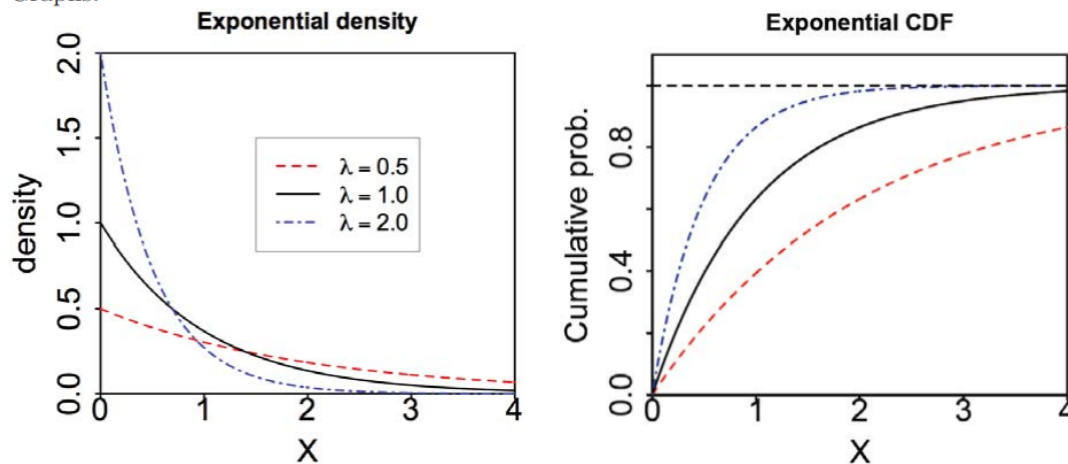 Graphs:
Exponential density
density
2.0
1.5
1.0
0.5
0.0
λ = 0.5
λ = 1.0
λ = 2.0
0 1 2 3 4
X
Exponential CDF
Cumulative prob.
0.8
0.4
0.0
0 1 2 3 4
X